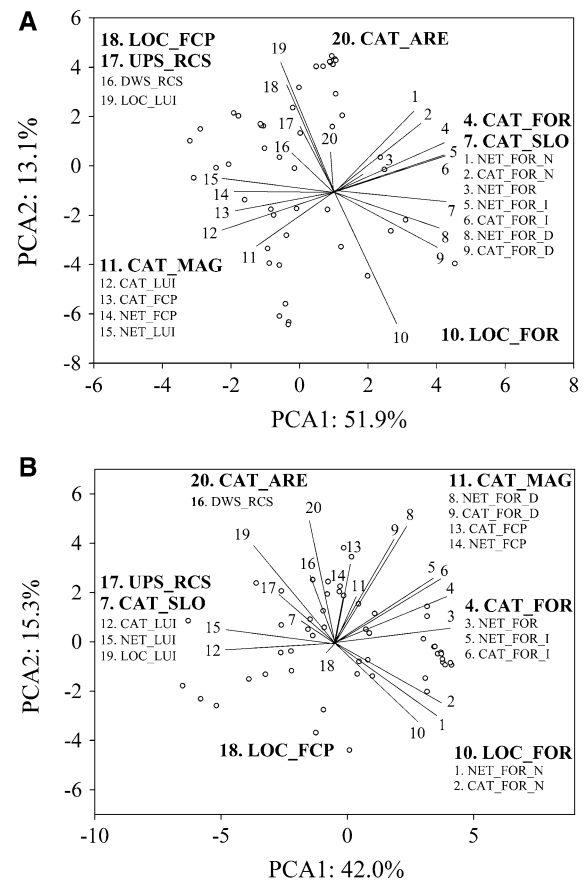 A
6
4
2
0
-2
-4
-6
-8
PCA2: 13.1%
18. LOC_FCP
17. UPS_RCS
16. DWS_RCS
19. LOC_LUI
20. CAT_ARE
4. CAT_FOR
7. CAT_SLO
1. NET_FOR_N
2. CAT_FOR_N
3. NET_FOR
5. NET_FOR_I
6. CAT_FOR_I
8. NET_FOR_D
9. CAT_FOR_D
11. CAT_MAG
12. CAT_LUI
13. CAT_FCP
14. NET_FCP
15. NET_LUI
10. LOC_FOR
19
18
17
16
20
1
2
4
3
5
6
7
8
9
10
15
14
13
12
11
-6
-4
-2
0
2
4
6
8
PCA1: 51.9%
B
6
4
2
0
-2
-4
-6
PCA2: 15.3%
20. CAT_ARE
16. DWS_RCS
11. CAT_MAG
8. NET_FOR_D
9. CAT_FOR_D
13. CAT_FCP
14. NET_FCP
17. UPS_RCS
7. CAT_SLO
12. CAT_LUI
15. NET_LUI
19. LOC_LUI
4. CAT_FOR
3. NET_FOR
5. NET_FOR_I
6. CAT_FOR_I
18. LOC_FCP
10. LOC_FOR
1. NET_FOR_N
2. CAT_FOR_N
20
19
9
8
13
16
14
17
11
5
6
4
7
3
15
12
18
2
1
10
-10
-5
0
5
PCA1: 42.0%